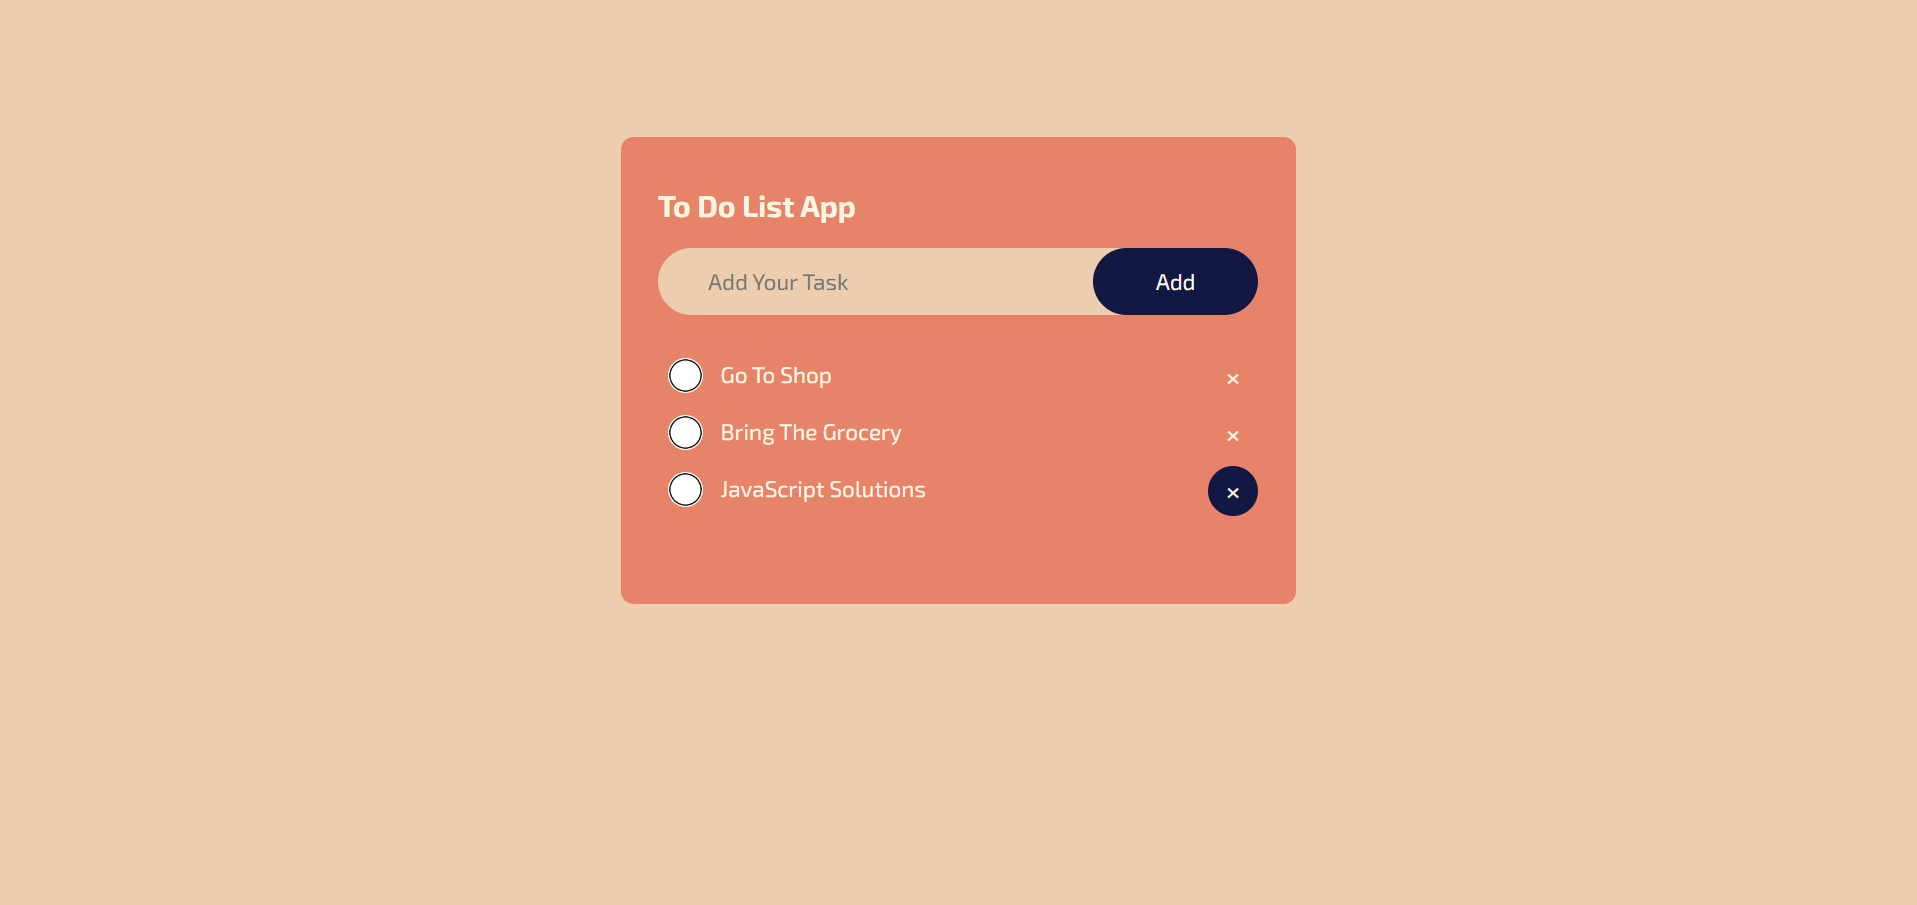 To Do List App
Add Your Task Add
Go To Shop ×
Bring The Grocery ×
JavaScript Solutions ×